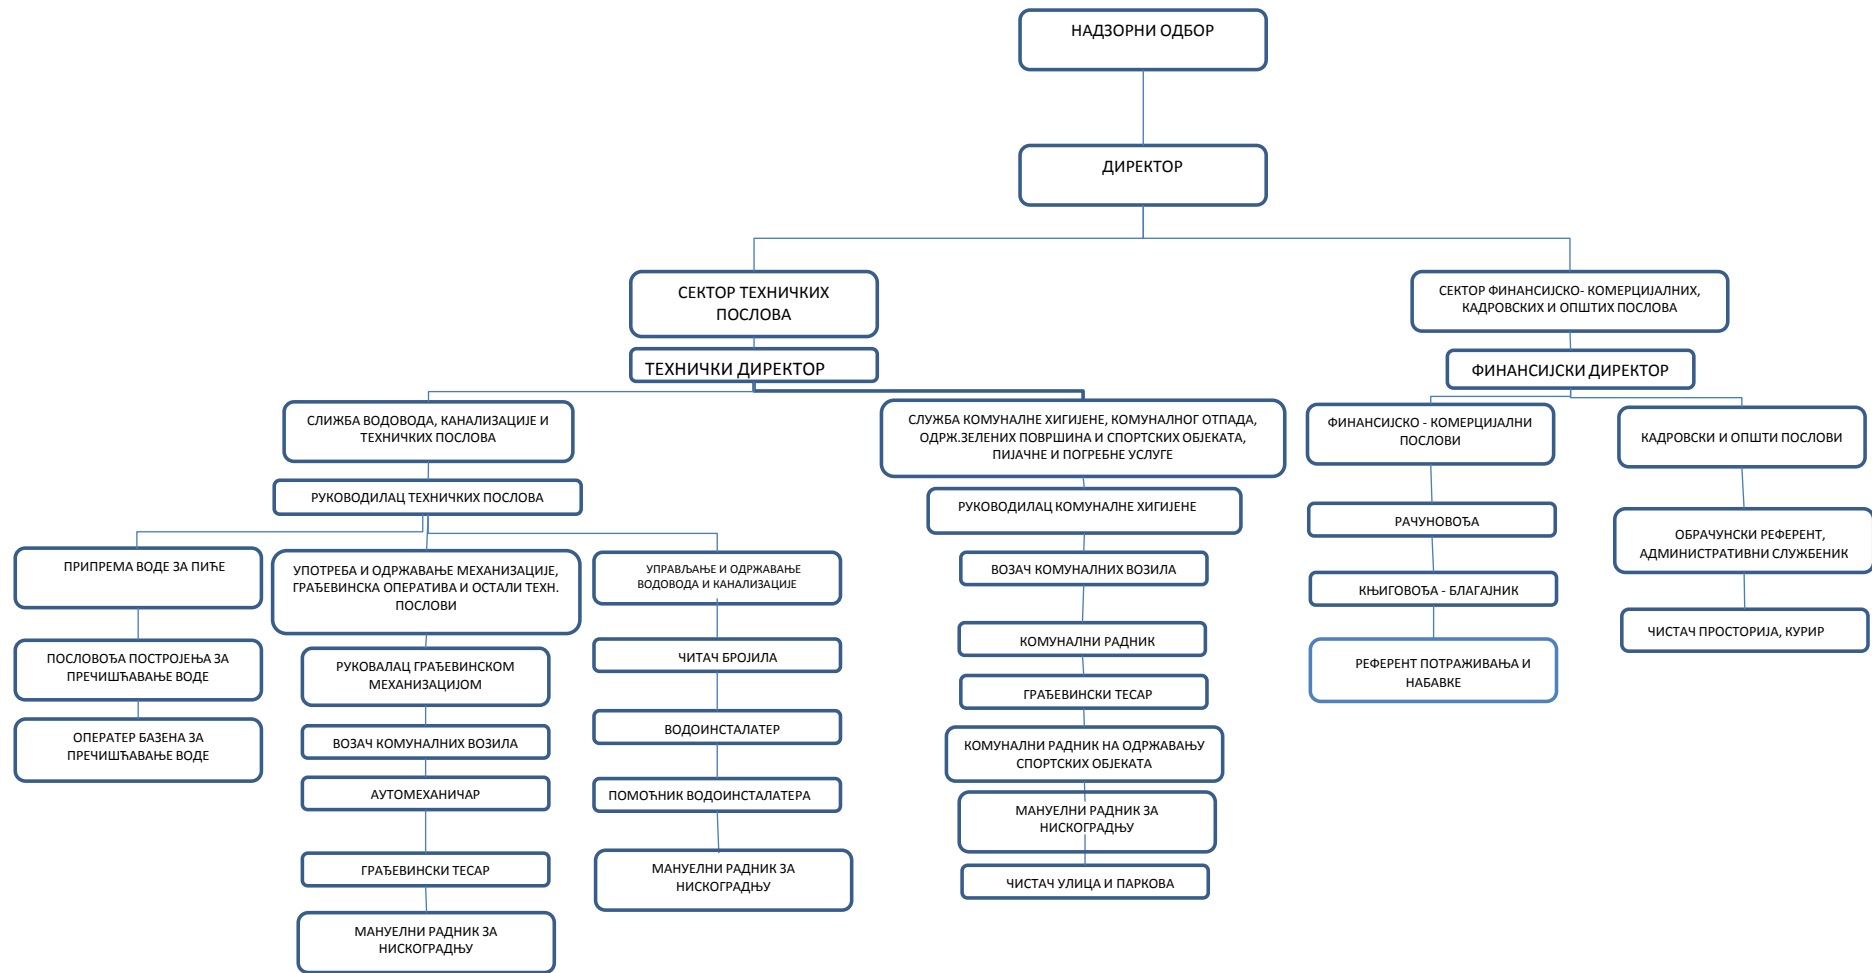 НАДЗОРНИ ОДБОР
ДИРЕКТОР
СЕКТОР ТЕХНИЧКИХ
ПОСЛОВА
СЕКТОР ФИНАНСИЈСКО- КОМЕРЦИЈАЛНИХ,
КАДРОВСКИХ И ОПШТИХ ПОСЛОВА
ТЕХНИЧКИ ДИРЕКТОР
ФИНАНСИЈСКИ ДИРЕКТОР
СЛИЖБА ВОДОВОДА, КАНАЛИЗАЦИЈЕ И
ТЕХНИЧКИХ ПОСЛОВА
СЛУЖБА КОМУНАЛНЕ ХИГИЈЕНЕ, КОМУНАЛНОГ ОТПАДА,
ОДРЖ.ЗЕЛЕНИХ ПОВРШИНА И СПОРТСКИХ ОБЈЕКАТА,
ПИЈАЧНЕ И ПОГРЕБНЕ УСЛУГЕ
ФИНАНСИЈСКО - КОМЕРЦИЈАЛНИ
ПОСЛОВИ
КАДРОВСКИ И ОПШТИ ПОСЛОВИ
РУКОВОДИЛАЦ ТЕХНИЧКИХ ПОСЛОВА
РУКОВОДИЛАЦ КОМУНАЛНЕ ХИГИЈЕНЕ
РАЧУНОВОЂА
ОБРАЧУНСКИ РЕФЕРЕНТ,
АДМИНИСТРАТИВНИ СЛУЖБЕНИК
ПРИПРЕМА ВОДЕ ЗА ПИЋЕ
УПОТРЕБА И ОДРЖАВАЊЕ МЕХАНИЗАЦИЈЕ,
ГРАЂЕВИНСКА ОПЕРАТИВА И ОСТАЛИ ТЕХН.
ПОСЛОВИ
УПРАВЉАЊЕ И ОДРЖАВАЊЕ
ВОДОВОДА И КАНАЛИЗАЦИЈЕ
ВОЗАЧ КОМУНАЛНИХ ВОЗИЛА
КЊИГОВОЂА - БЛАГАЈНИК
ЧИСТАЧ ПРОСТОРИЈА, КУРИР
ПОСЛОВОЂА ПОСТРОЈЕЊА ЗА
ПРЕЧИШЋАВАЊЕ ВОДЕ
РУКОВАЛАЦ ГРАЂЕВИНСКОМ
МЕХАНИЗАЦИЈОМ
ЧИТАЧ БРОЈИЛА
КОМУНАЛНИ РАДНИК
РЕФЕРЕНТ ПОТРАЖИВАЊА И
НАБАВКЕ
ГРАЂЕВИНСКИ ТЕСАР
ОПЕРАТЕР БАЗЕНА ЗА
ПРЕЧИШЋАВАЊЕ ВОДЕ
ВОЗАЧ КОМУНАЛНИХ ВОЗИЛА
ВОДОИНСТАЛАТЕР
КОМУНАЛНИ РАДНИК НА ОДРЖАВАЊУ
СПОРТСКИХ ОБЈЕКАТА
АУТОМЕХАНИЧАР
ПОМОЋНИК ВОДОИНСТАЛАТЕРА
МАНУЕЛНИ РАДНИК ЗА
НИСКОГРАДЊУ
ГРАЂЕВИНСКИ ТЕСАР
МАНУЕЛНИ РАДНИК ЗА
НИСКОГРАДЊУ
ЧИСТАЧ УЛИЦА И ПАРКОВА
МАНУЕЛНИ РАДНИК ЗА
НИСКОГРАДЊУ